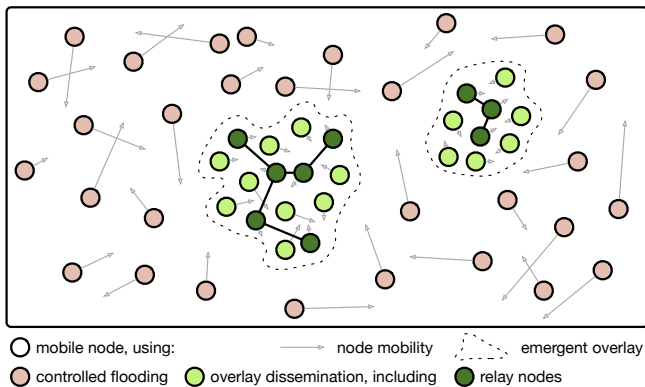 mobile node, using: node mobility emergent overlay
controlled flooding overlay dissemination, including relay nodes